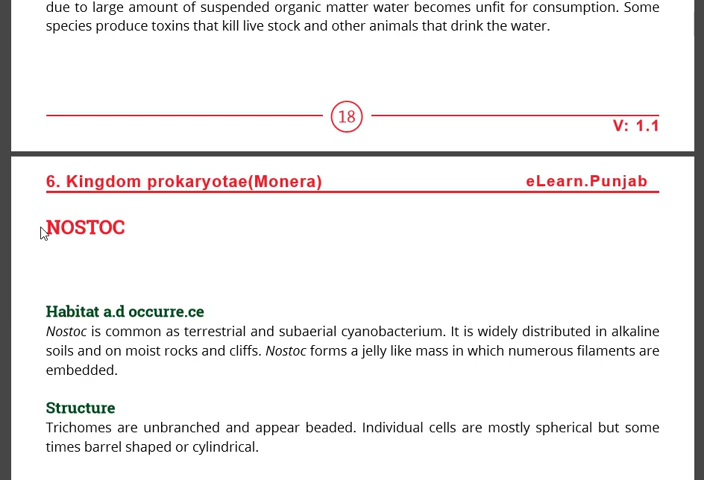 due to large amount of suspended organic matter water becomes unfit for consumption. Some
species produce toxins that kill live stock and other animals that drink the water.
18
V: 1.1
6. Kingdom prokaryotae(Monera)
eLearn.Punjab
NOSTOC
Habitat a.d occurre.ce
Nostoc is common as terrestrial and subaerial cyanobacterium. It is widely distributed in alkaline
soils and on moist rocks and cliffs. Nostoc forms a jelly like mass in which numerous filaments are
embedded.
Structure
Trichomes are unbranched and appear beaded. Individual cells are mostly spherical but some
times barrel shaped or cylindrical.